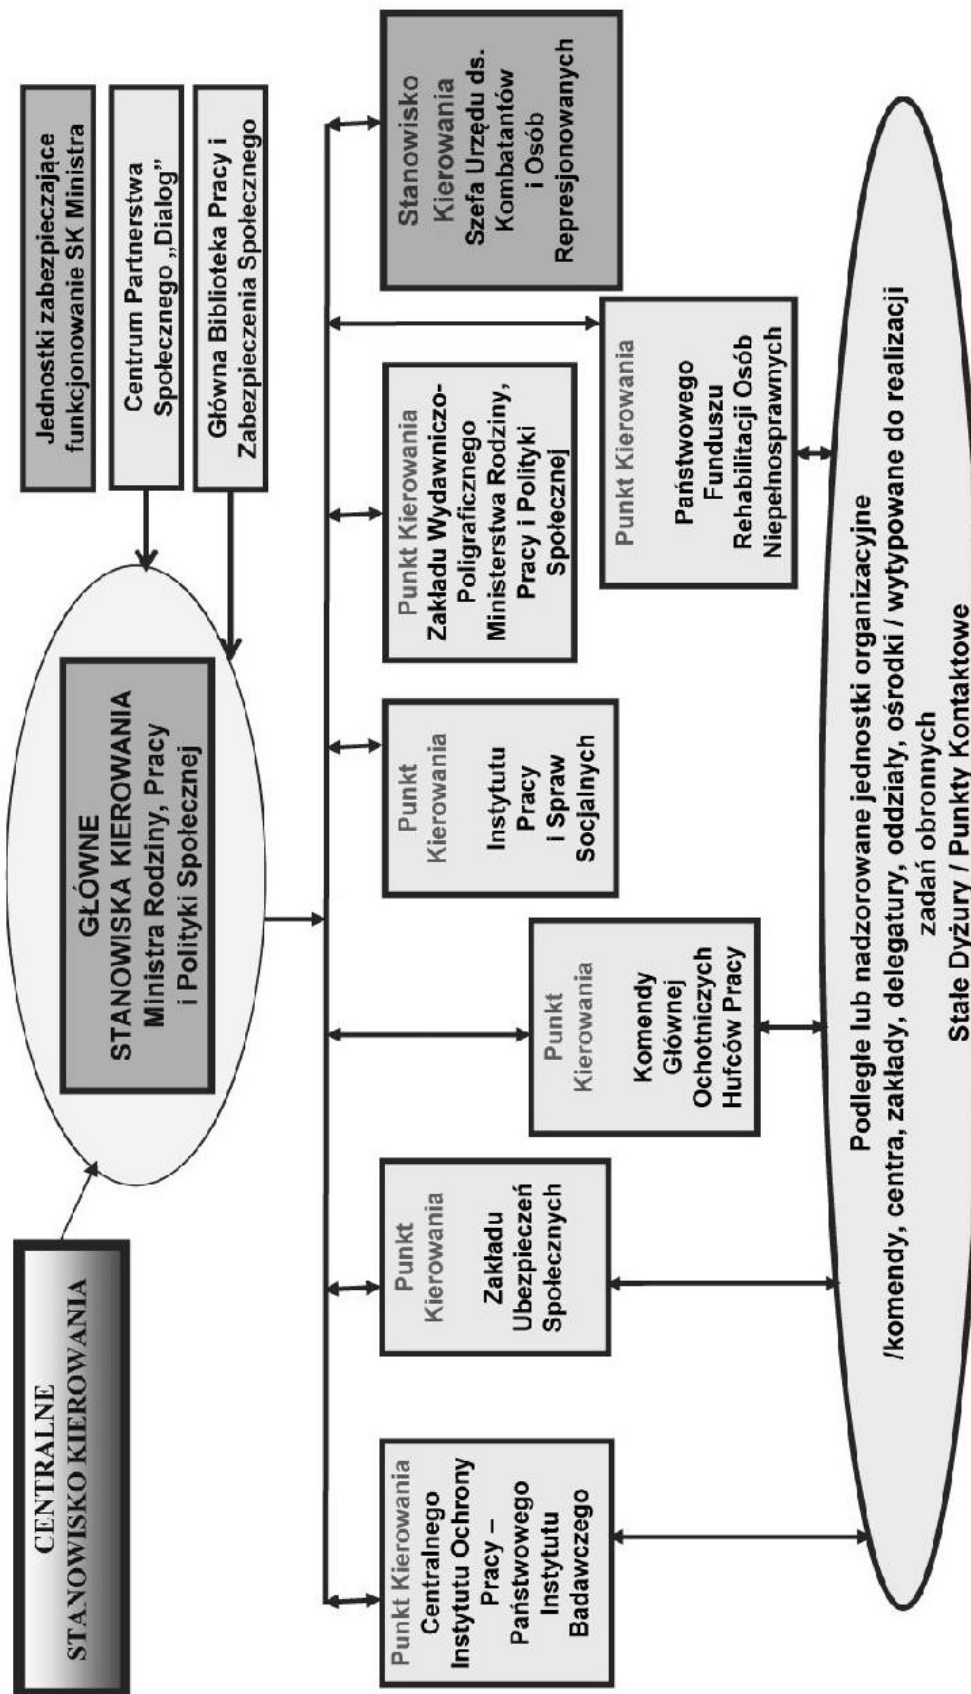 CENTRALNE
STANOWISKO KIEROWANIA
GŁÓWNE
STANOWISKA KIEROWANIA
Ministra Rodziny, Pracy
i Polityki Społecznej
Jednostki zabezpieczające
funkcjonowanie SK Ministra
Centrum Partnerstwa
Społecznego „Dialog”
Główna Biblioteka Pracy i
Zabezpieczenia Społecznego
Punkt Kierowania
Centralnego
Instytutu Ochrony
Pracy –
Państwowego
Instytutu
Badawczego
Punkt
Kierowania
Zakładu
Ubezpieczeń
Społecznych
Punkt
Kierowania
Komendy
Głównej
Ochotniczych
Hufców Pracy
Punkt
Kierowania
Instytutu
Pracy
i Spraw
Socjalnych
Punkt Kierowania
Zakładu Wydawniczo-
Poligraficznego
Ministerstwa Rodziny,
Pracy i Polityki
Społecznej
Punkt Kierowania
Państwowego
Funduszu
Rehabilitacji Osób
Niepełnosprawnych
Stanowisko
Kierowania
Szefa Urzędu ds.
Kombatantów
i Osób
Represjonowanych
Podległe lub nadzorowane jednostki organizacyjne
/komendy, centra, zakłady, delegatury, oddziały, ośrodki / wytypowane do realizacji
zadań obronnych
Stałe Dyżury / Punkty Kontaktowe